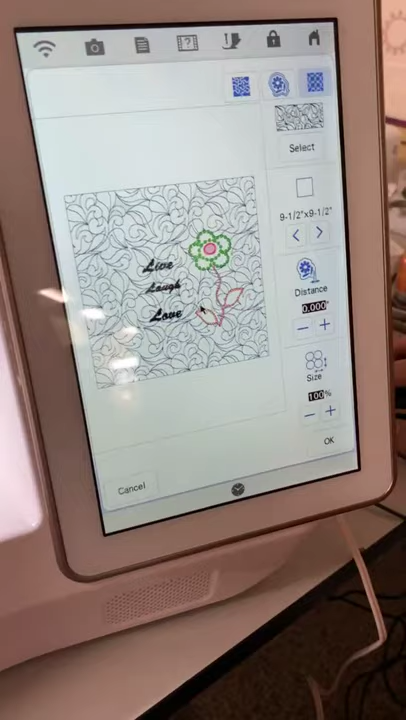 Select
9-1/2"x9-1/2"
Live
Laugh
Love
Distance
0.000"
Size
100%
OK
Cancel